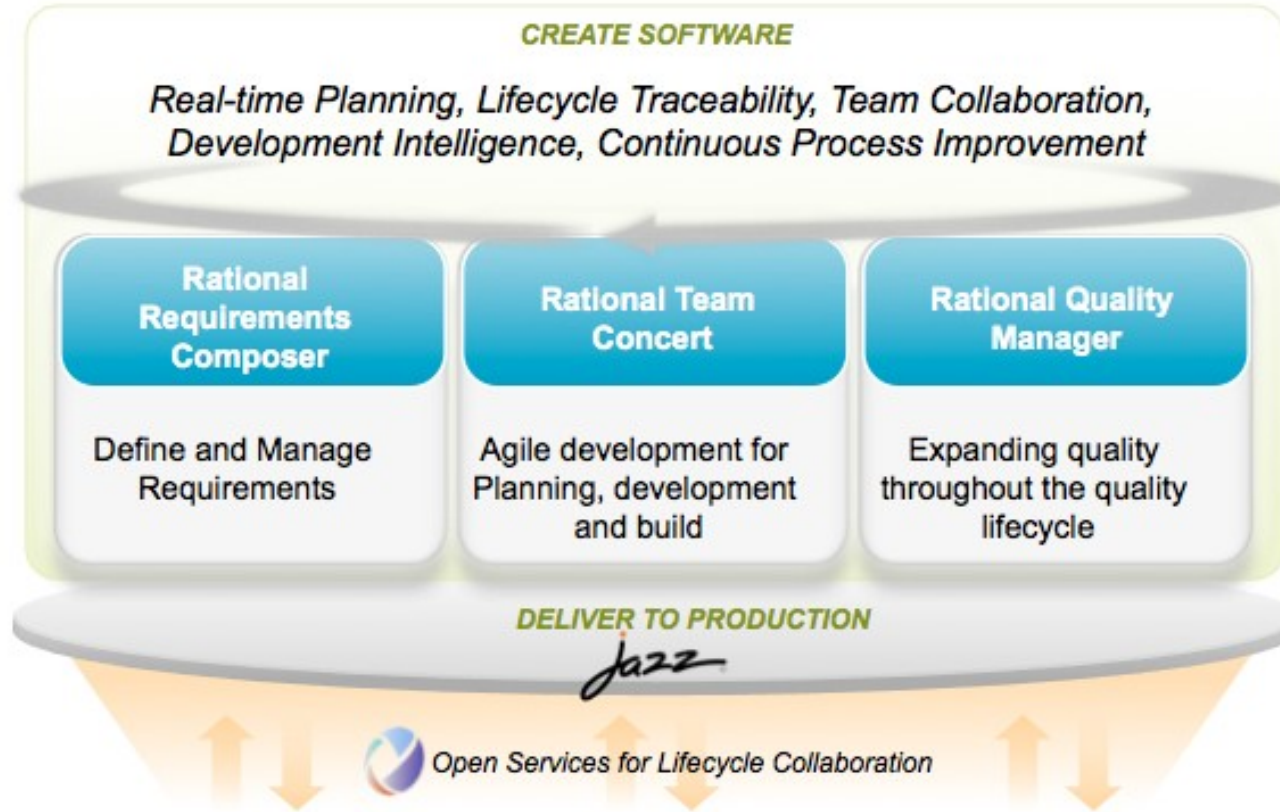 CREATE SOFTWARE
Real-time Planning, Lifecycle Traceability, Team Collaboration,
Development Intelligence, Continuous Process Improvement
Rational
Requirements
Composer
Define and Manage
Requirements
Rational Team
Concert
Agile development for
Planning, development
and build
Rational Quality
Manager
Expanding quality
throughout the quality
lifecycle
DELIVER TO PRODUCTION
jazz
Open Services for Lifecycle Collaboration